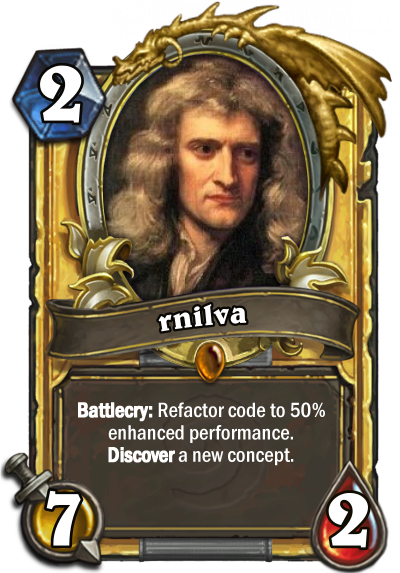 2
rnilva
Battlecry: Refactor code to 50%
enhanced performance.
Discover a new concept.
7
2